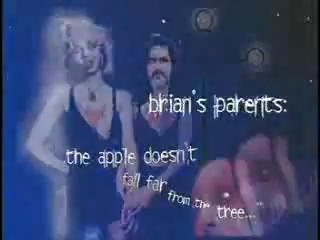 brian's parents:
the apple doesn't
fall far
from the
tree...